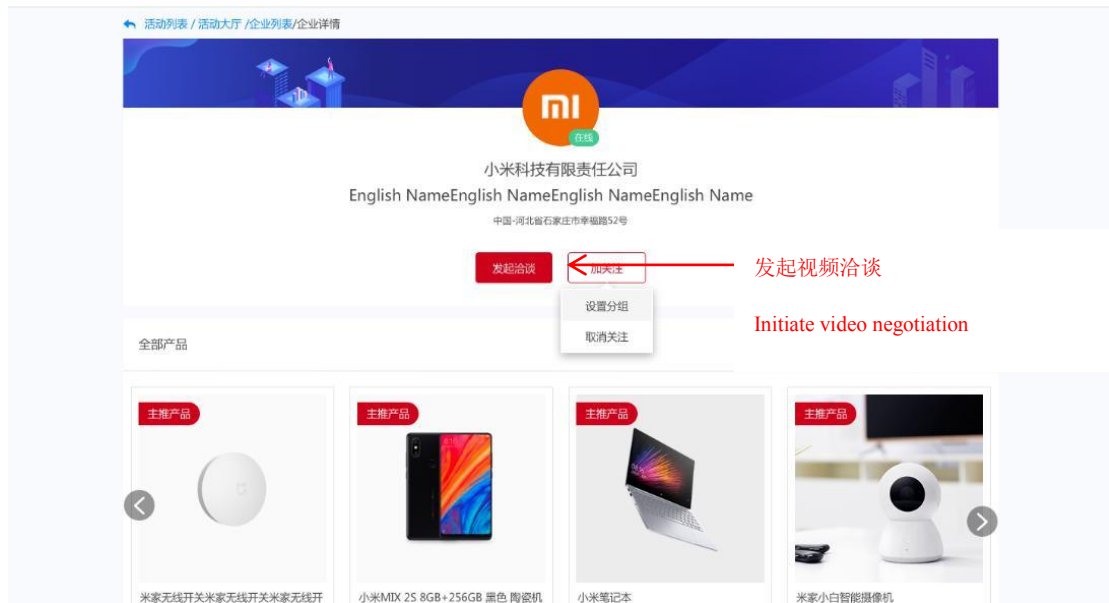 活动列表 / 活动大厅 /企业列表/企业详情
mi
在线
小米科技有限责任公司
English NameEnglish NameEnglish NameEnglish Name
中国-河北省石家庄市幸福路52号
发起洽谈
加关注
发起视频洽谈
设置分组
Initiate video negotiation
取消关注
全部产品
主推产品
主推产品
主推产品
主推产品
米家无线开关米家无线开关米家无线开
小米MIX 2S 8GB+256GB 黑色 陶瓷机
小米笔记本
米家小白智能摄像机